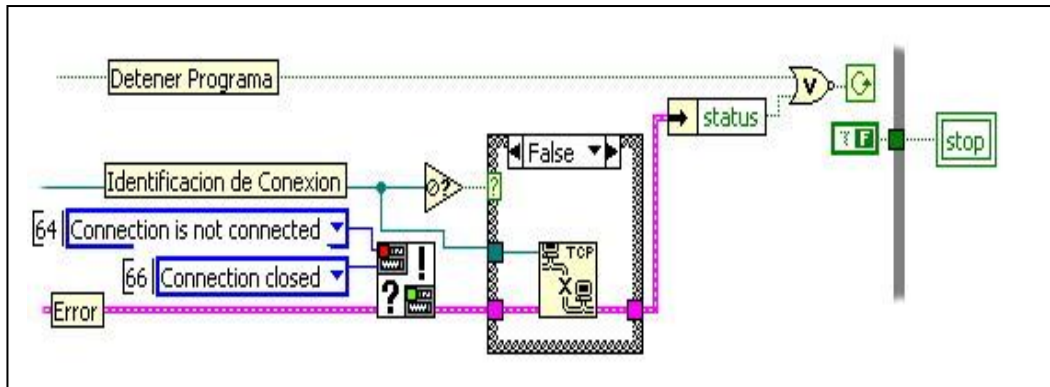 Detener Programa
status
V
F
stop
False
Identificacion de Conexion
?
?
64 Connection is not connected
TCP
X
!
66 Connection closed
?
Error